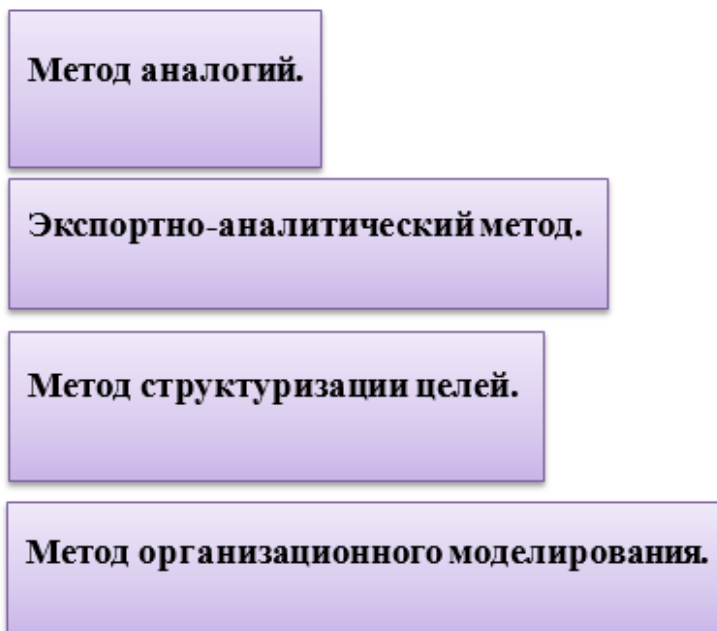 Метод аналогий.
Экспортно-аналитический метод.
Метод структуризации целей.
Метод организационного моделирования.